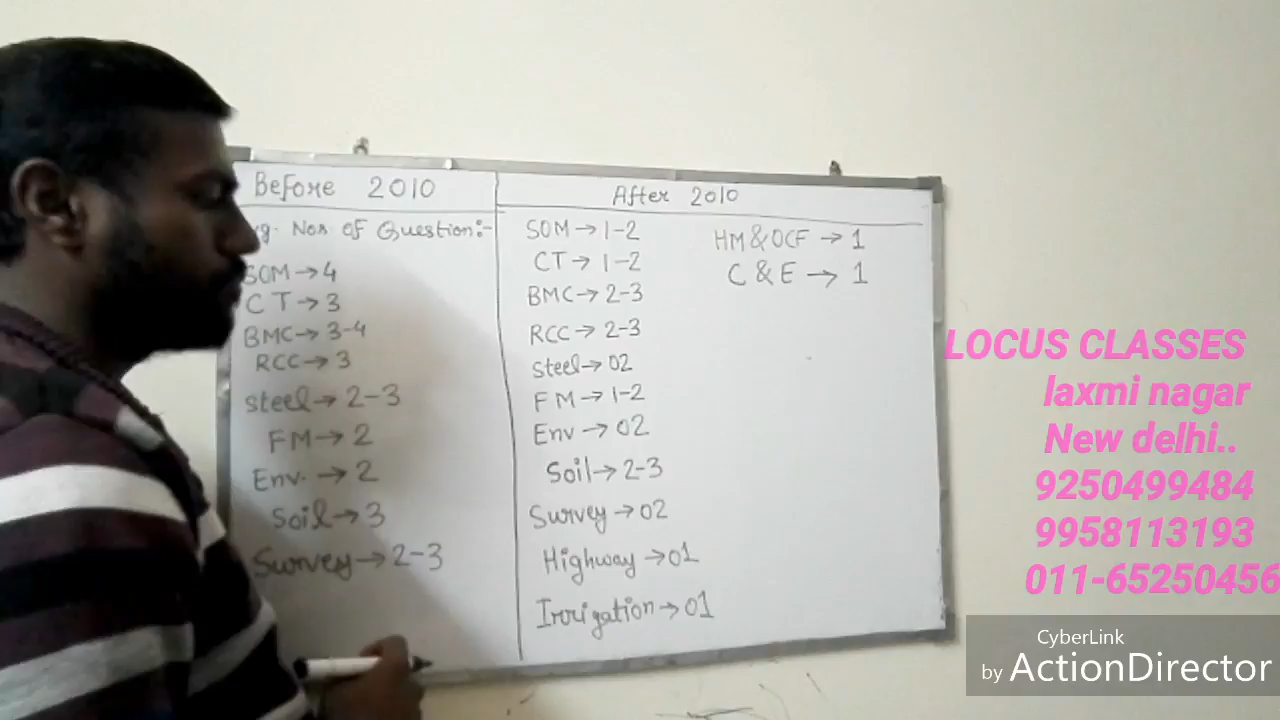 Before 2010
Nos of Question:-
SOM→4
CT→3
BMC→3-4
RCC→3
Steel→2-3
FM→2
Env.→2
Soil→3
Survey→2-3
After 2010
SOM→1-2
CT→1-2
BMC→2-3
RCC→2-3
Steel→02
FM→1-2
Env→02
Soil→2-3
Survey→02
Highway→01
Irrigation→01
HM&OCF→1
C&E→1
LOCUS CLASSES
laxmi nagar
New delhi..
9250499484
9958113193
011-65250456
CyberLink
by ActionDirector